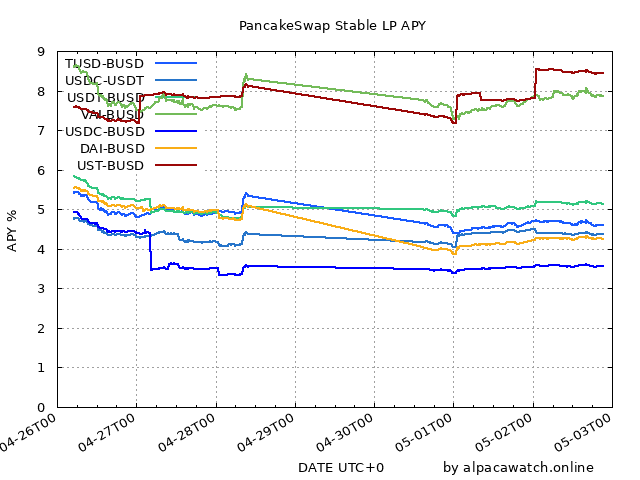 PancakeSwap Stable LP APY
TUSD-BUSD
USDC-USDT
USDT-BUSD
VAI-BUSD
USDC-BUSD
DAI-BUSD
UST-BUSD
APY %
9
8
7
6
5
4
3
2
1
0
04-26T00
04-27T00
04-28T00
04-29T00
04-30T00
05-01T00
05-02T00
05-03T00
DATE UTC+0
by alpacawatch.online